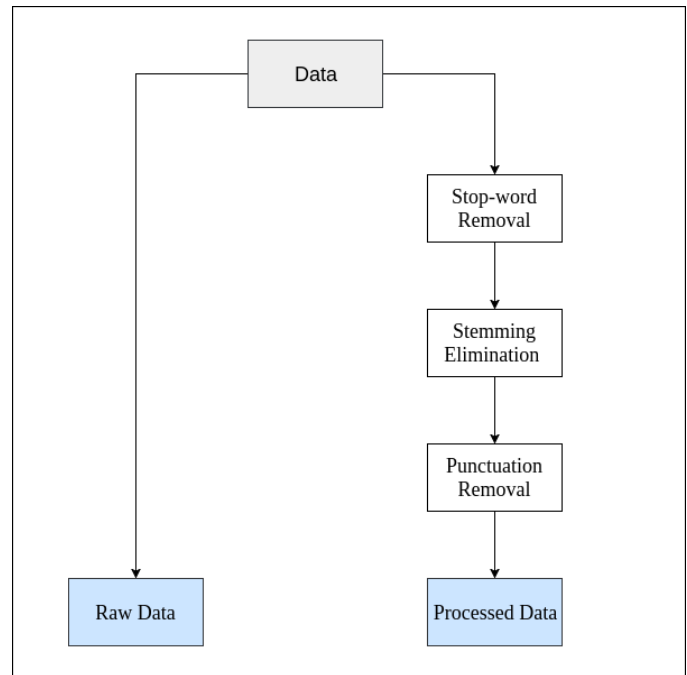 Data
Stop-word
Removal
Stemming
Elimination
Punctuation
Removal
Raw Data
Processed Data